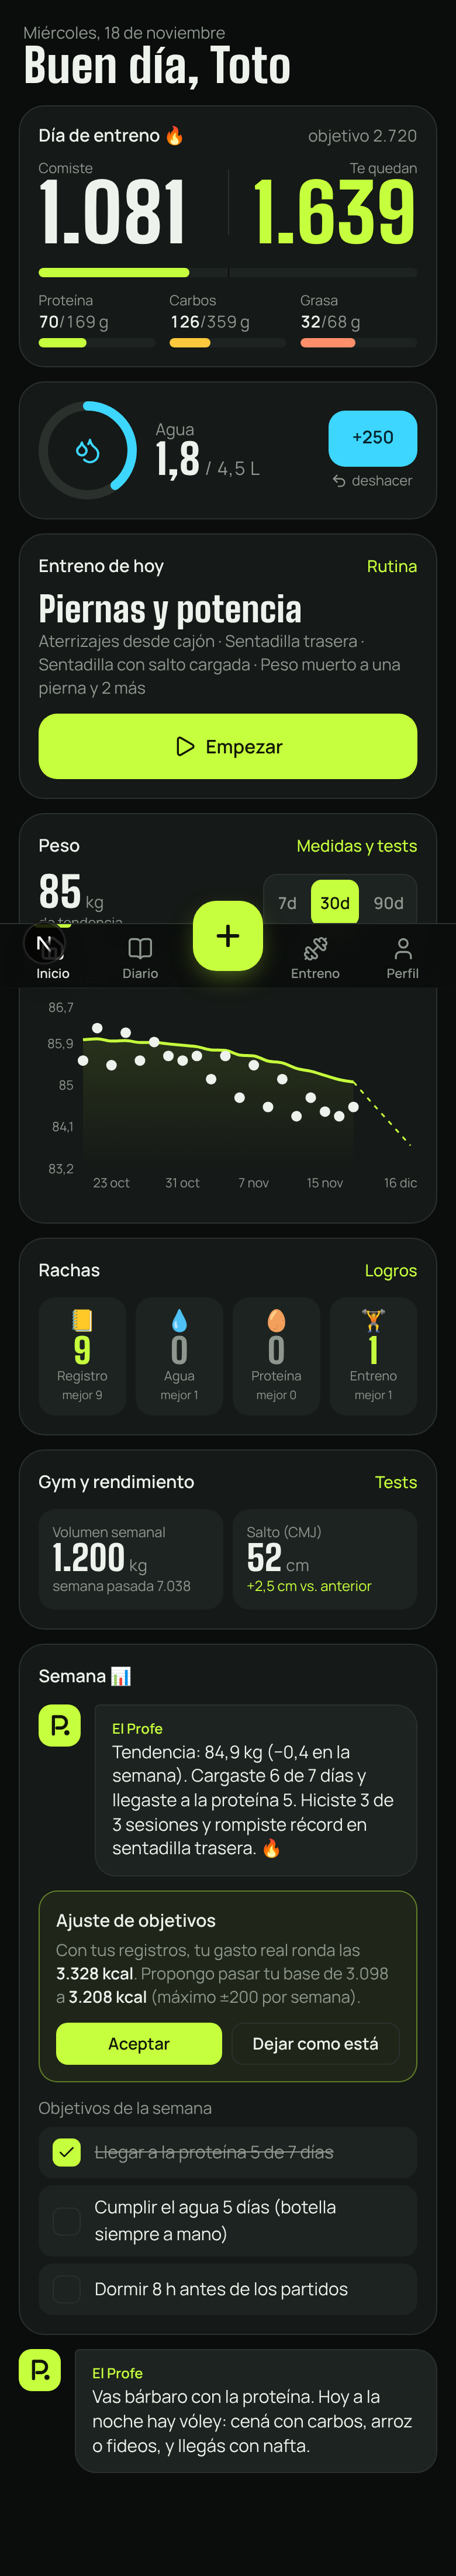 Miércoles, 18 de noviembre
Buen día, Toto
Día de entreno 🔥 objetivo 2.720
Comiste Te quedan
1.081 1.639
Proteína Carbos Grasa
70/169 g 126/359 g 32/68 g
Agua
1,8 / 4,5 L
+250
deshacer
Entreno de hoy Rutina
Piernas y potencia
Aterrizajes desde cajón · Sentadilla trasera ·
Sentadilla con salto cargada · Peso muerto a una
pierna y 2 más
Empezar
Peso Medidas y tests
85 kg
7d 30d 90d
de tendencia
N
Inicio Diario + Entreno Perfil
86,7
85,9
85
84,1
83,2
23 oct 31 oct 7 nov 15 nov 16 dic
Rachas Logros
9 0 0 1
Registro Agua Proteína Entreno
mejor 9 mejor 1 mejor 0 mejor 1
Gym y rendimiento Tests
Volumen semanal Salto (CMJ)
1.200 kg 52 cm
semana pasada 7.038 +2,5 cm vs. anterior
Semana 📊
P.
El Profe
Tendencia: 84,9 kg (−0,4 en la
semana). Cargaste 6 de 7 días y
llegaste a la proteína 5. Hiciste 3 de
3 sesiones y rompiste récord en
sentadilla trasera. 🔥
Ajuste de objetivos
Con tus registros, tu gasto real ronda las
3.328 kcal. Propongo pasar tu base de 3.098
a 3.208 kcal (máximo ±200 por semana).
Aceptar Dejar como está
Objetivos de la semana
Llegar a la proteína 5 de 7 días
Cumplir el agua 5 días (botella
siempre a mano)
Dormir 8 h antes de los partidos
P.
El Profe
Vas bárbaro con la proteína. Hoy a la
noche hay vóley: cená con carbos, arroz
o fideos, y llegás con nafta.